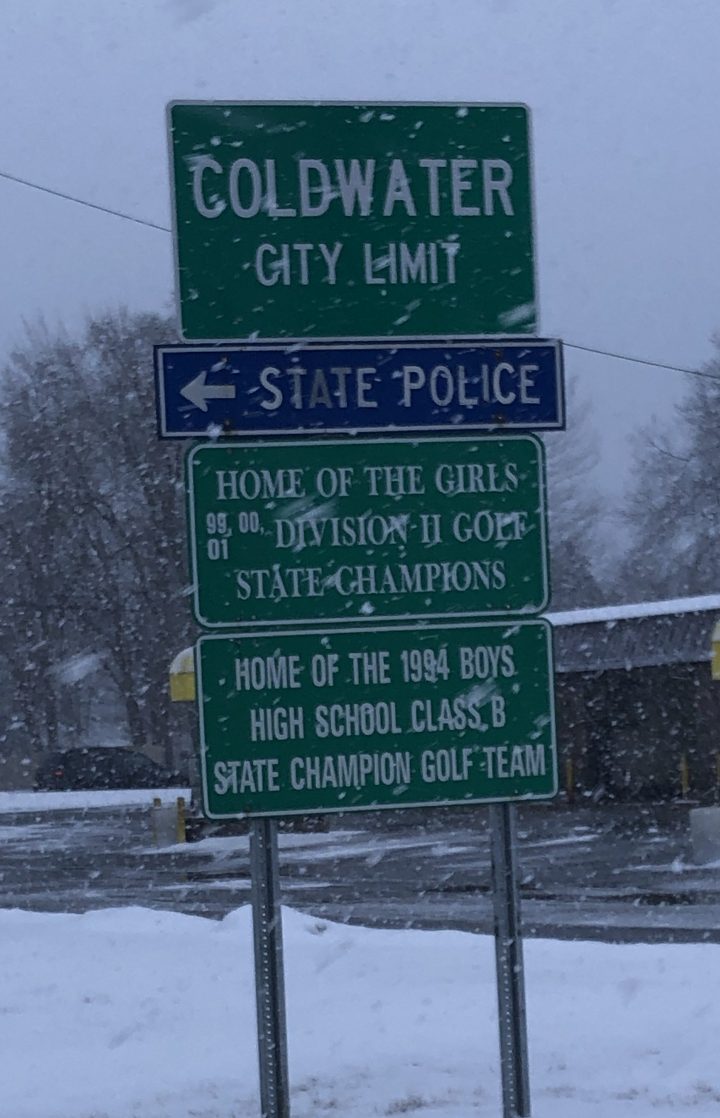 COLDWATER
CITY LIMIT
STATE POLICE
HOME OF THE GIRLS
99, 00, 01 DIVISION II GOLF
STATE CHAMPIONS
HOME OF THE 1994 BOYS
HIGH SCHOOL CLASS B
STATE CHAMPION GOLF TEAM